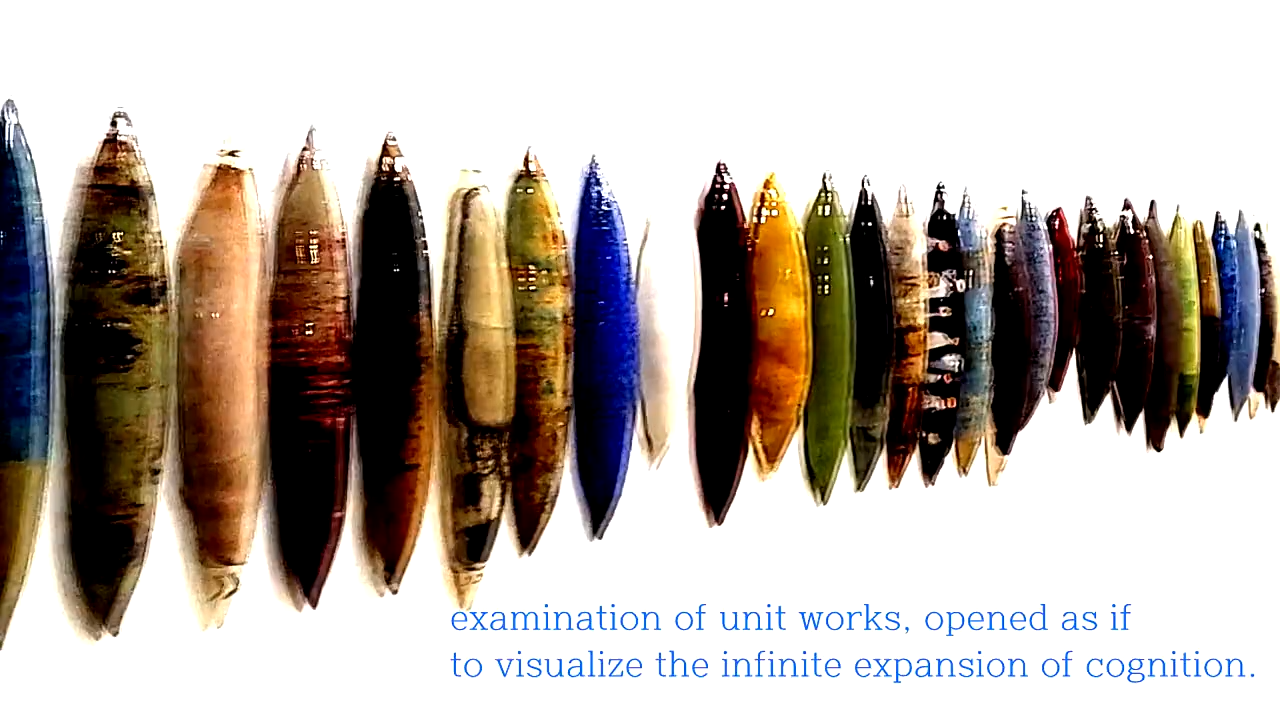 examination of unit works, opened as if
to visualize the infinite expansion of cognition.